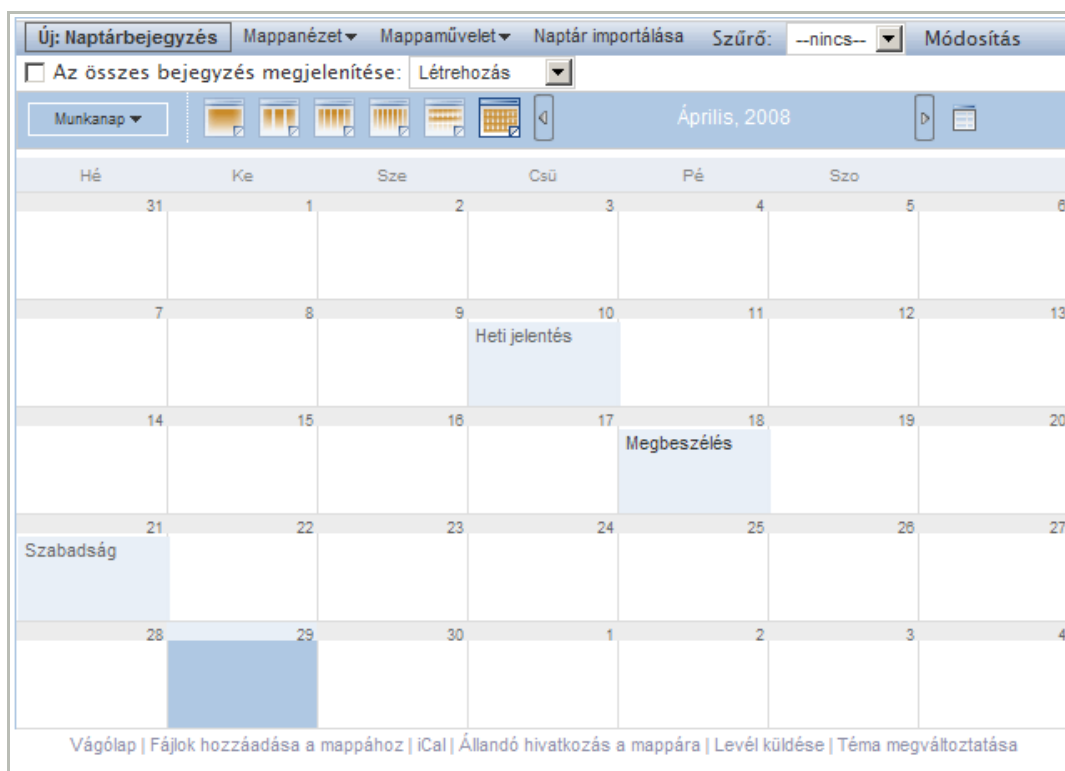 Új: Naptárbejegyzés Mappanézet Mappaművelet Naptár importálása Szűrő: --nincs-- Módosítás
Az összes bejegyzés megjelenítése: Létrehozás
Munkanap Április, 2008
Hé Ke Sze Csü Pé Szo
31 1 2 3 4 5 6
7 8 9 10 11 12 13
Heti jelentés
14 15 16 17 18 19 20
Megbeszélés
21 22 23 24 25 26 27
Szabadság
28 29 30 1 2 3 4
Vágólap | Fájlok hozzáadása a mappához | iCal | Állandó hivatkozás a mappára | Levél küldése | Téma megváltoztatása